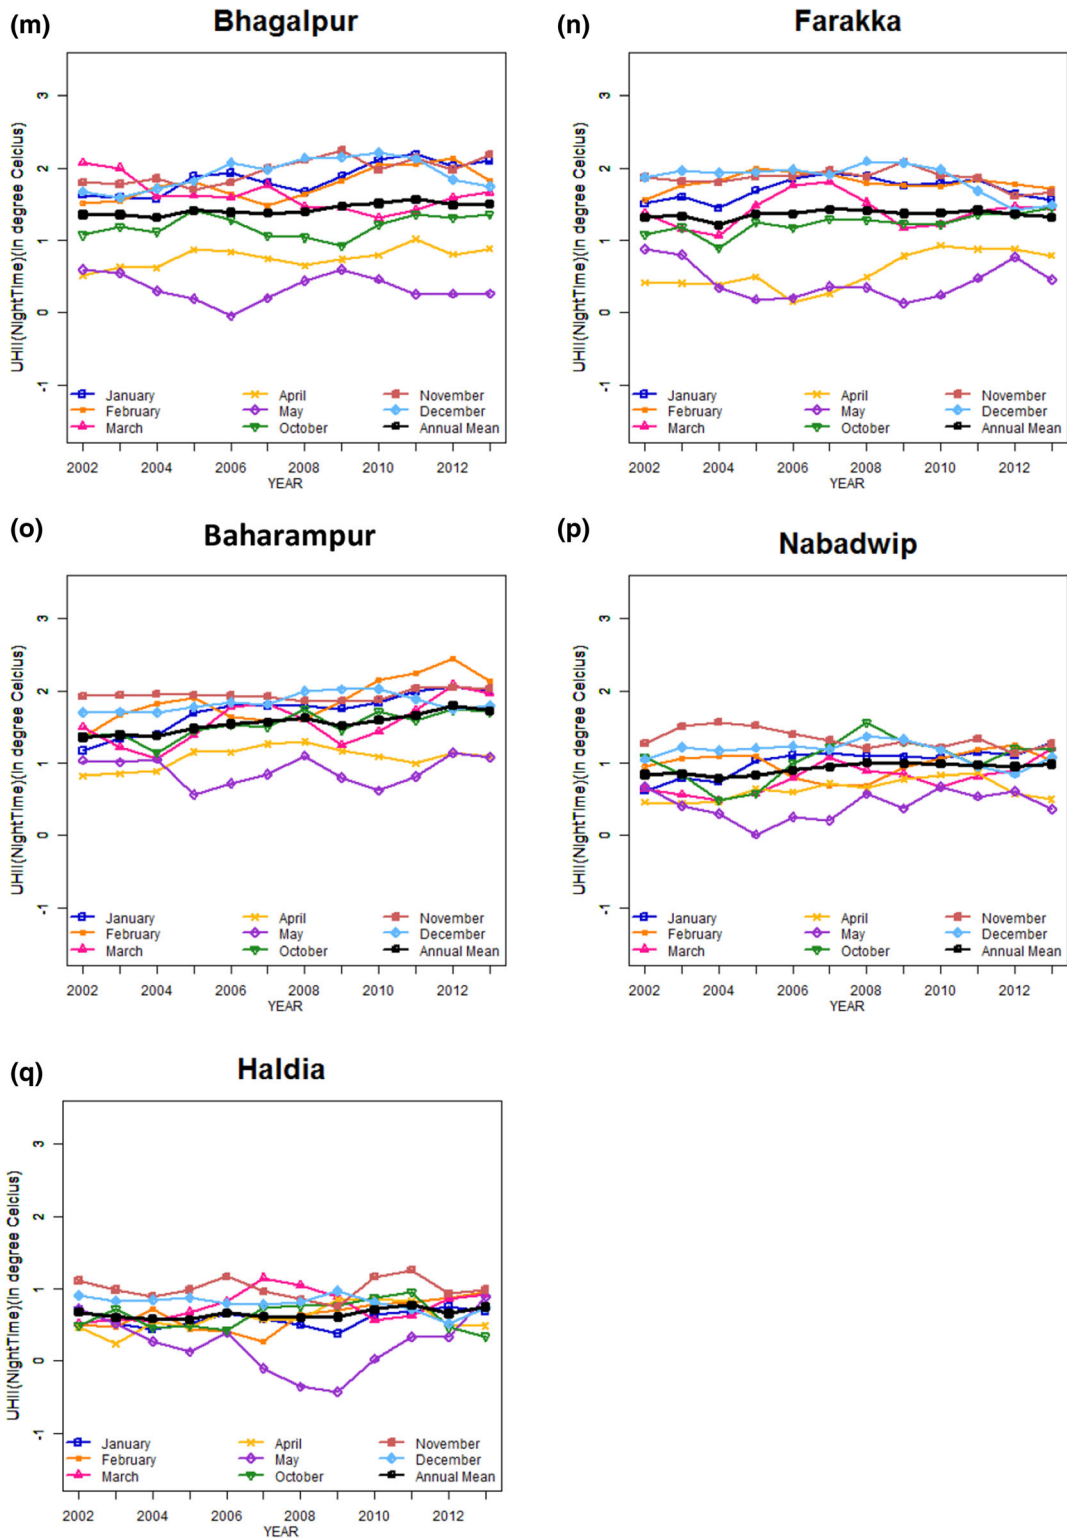 (m) Bhagalpur
UHII(NightTime)(In degree Celcius)
3
2
1
0
-1
January April November
February May December
March October Annual Mean
2002 2004 2006 2008 2010 2012
YEAR
(n) Farakka
UHII(NightTime)(In degree Celcius)
3
2
1
0
-1
January April November
February May December
March October Annual Mean
2002 2004 2006 2008 2010 2012
YEAR
(o) Baharampur
UHII(NightTime)(In degree Celcius)
3
2
1
0
-1
January April November
February May December
March October Annual Mean
2002 2004 2006 2008 2010 2012
YEAR
(p) Nabadwip
UHII(NightTime)(In degree Celcius)
3
2
1
0
-1
January April November
February May December
March October Annual Mean
2002 2004 2006 2008 2010 2012
YEAR
(q) Haldia
UHII(NightTime)(In degree Celcius)
3
2
1
0
-1
January April November
February May December
March October Annual Mean
2002 2004 2006 2008 2010 2012
YEAR